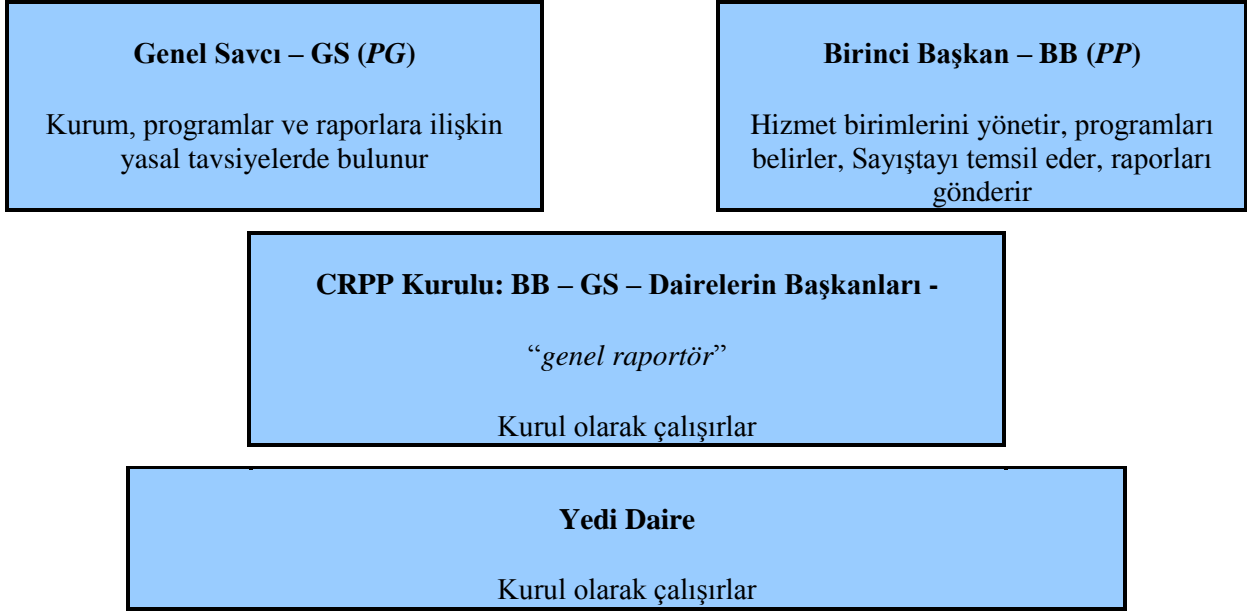 Genel Savcı – GS (PG)
Kurum, programlar ve raporlara ilişkin
yasal tavsiyelerde bulunur
Birinci Başkan – BB (PP)
Hizmet birimlerini yönetir, programları
belirler, Sayıştayı temsil eder, raporları
gönderir
CRPP Kurulu: BB – GS – Dairelerin Başkanları -
“genel raportör”
Kurul olarak çalışırlar
Yedi Daire
Kurul olarak çalışırlar